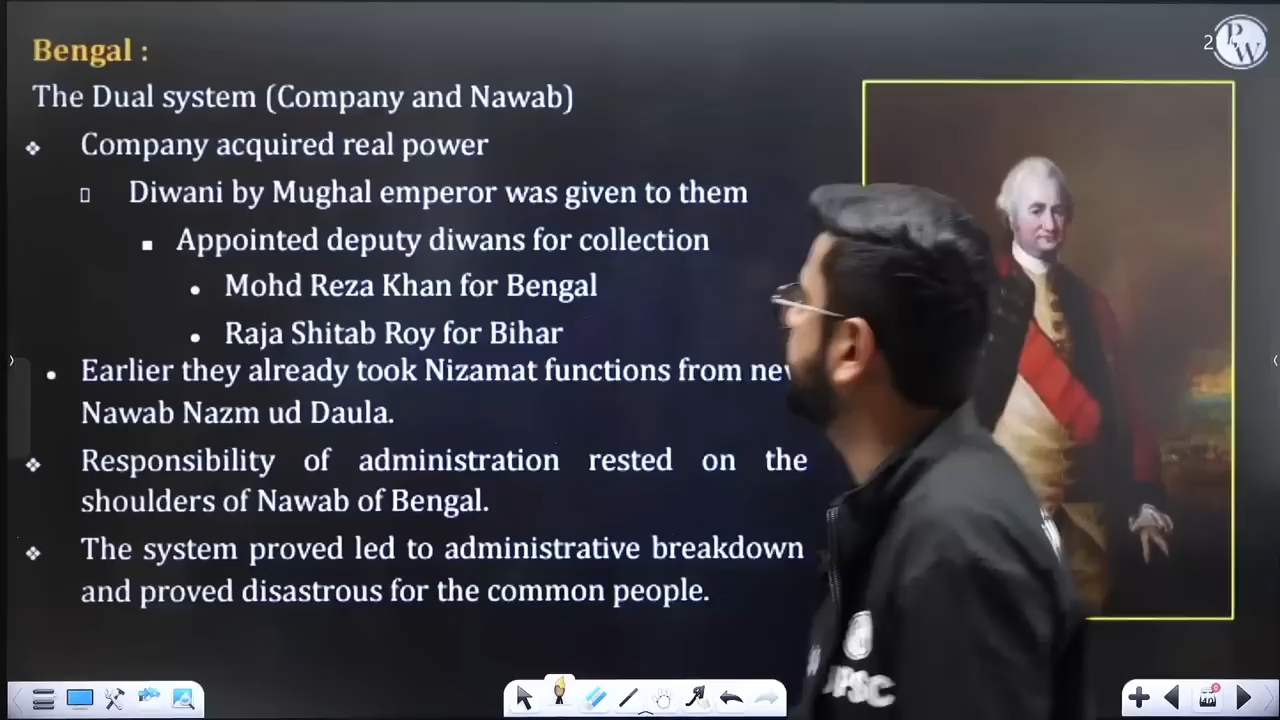 Bengal :
The Dual system (Company and Nawab)
❖ Company acquired real power
▯ Diwani by Mughal emperor was given to them
▪ Appointed deputy diwans for collection
• Mohd Reza Khan for Bengal
• Raja Shitab Roy for Bihar
• Earlier they already took Nizamat functions from
Nawab Nazm ud Daula.
❖ Responsibility of administration rested on the
shoulders of Nawab of Bengal.
❖ The system proved led to administrative breakdown
and proved disastrous for the common people.
PW